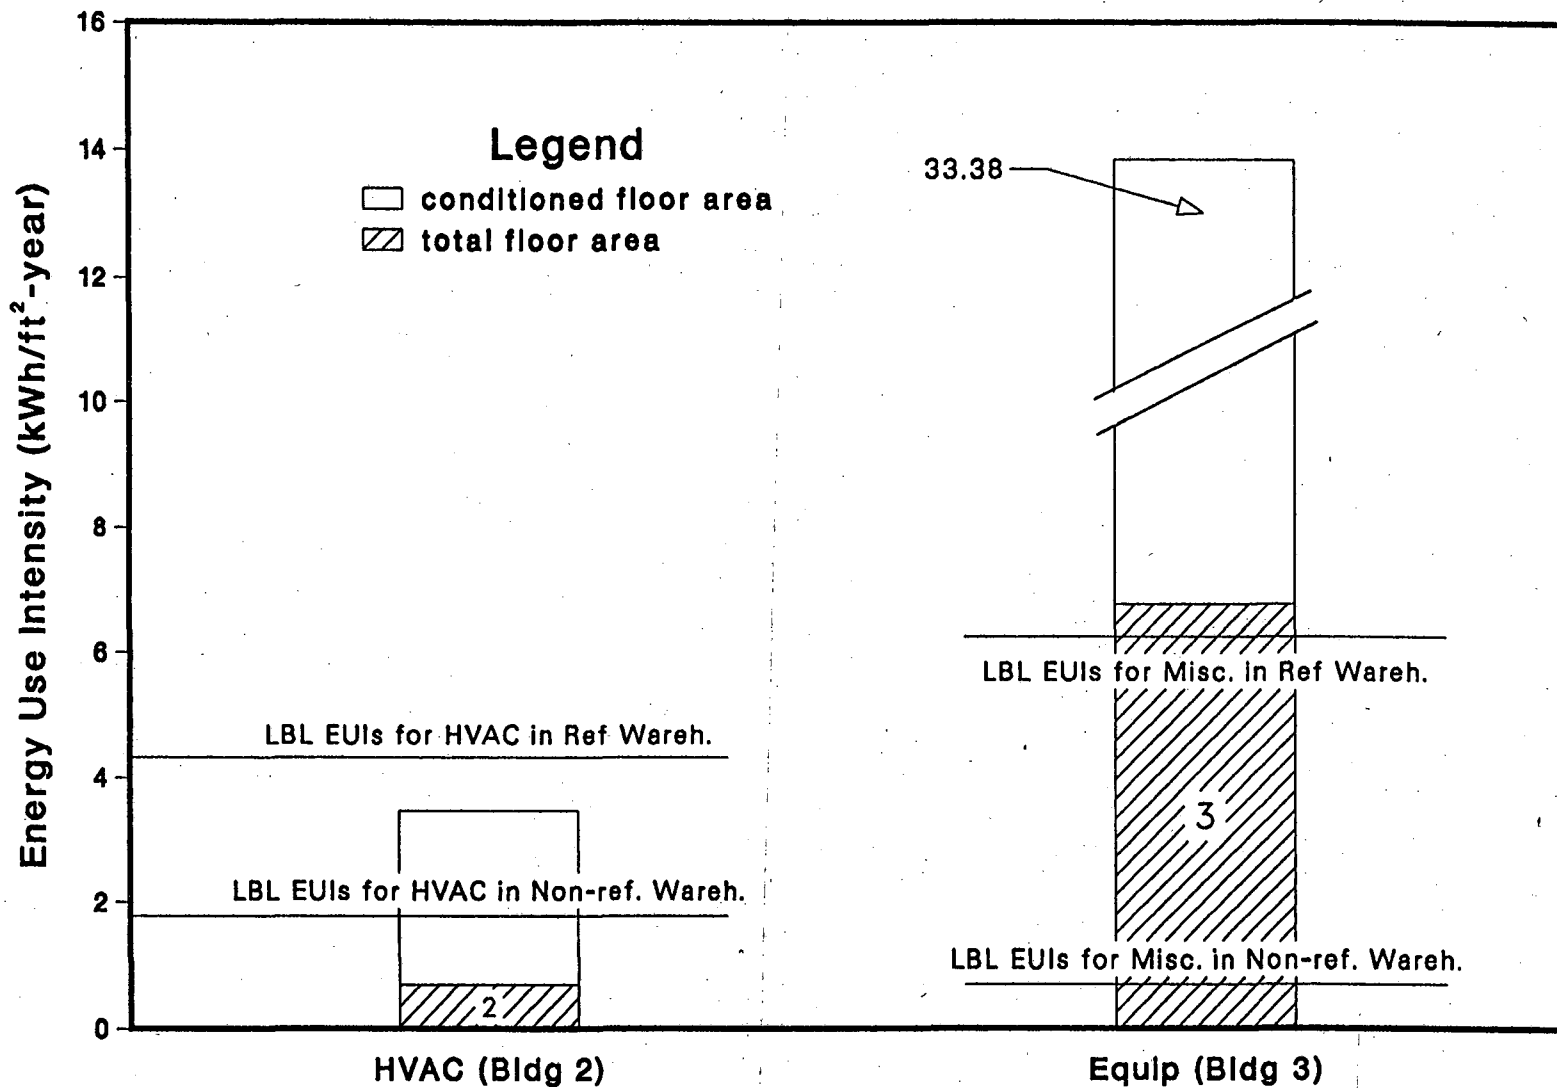 Energy Use Intensity (kWh/ft²-year)
16
14
12
10
8
6
4
2
0
Legend
conditioned floor area
total floor area
33.38
LBL EUIs for Misc. in Ref Wareh.
LBL EUIs for HVAC in Ref Wareh.
3
LBL EUIs for HVAC in Non-ref. Wareh.
LBL EUIs for Misc. in Non-ref. Wareh.
2
HVAC (Bldg 2)
Equip (Bldg 3)